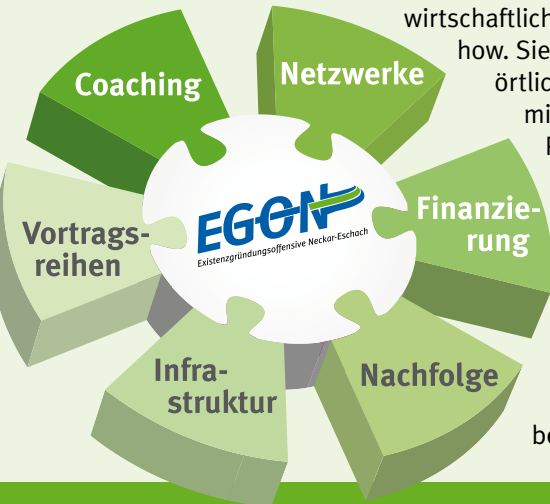 wirtschaftlich
how. Sie
örtlic
mi
Coaching
Netzwerke
Vortrags-
reihen
EGON
Existenzgründungsoffensive Neckar-Eschach
Finanzie-
rung
Infra-
struktur
Nachfolge
be